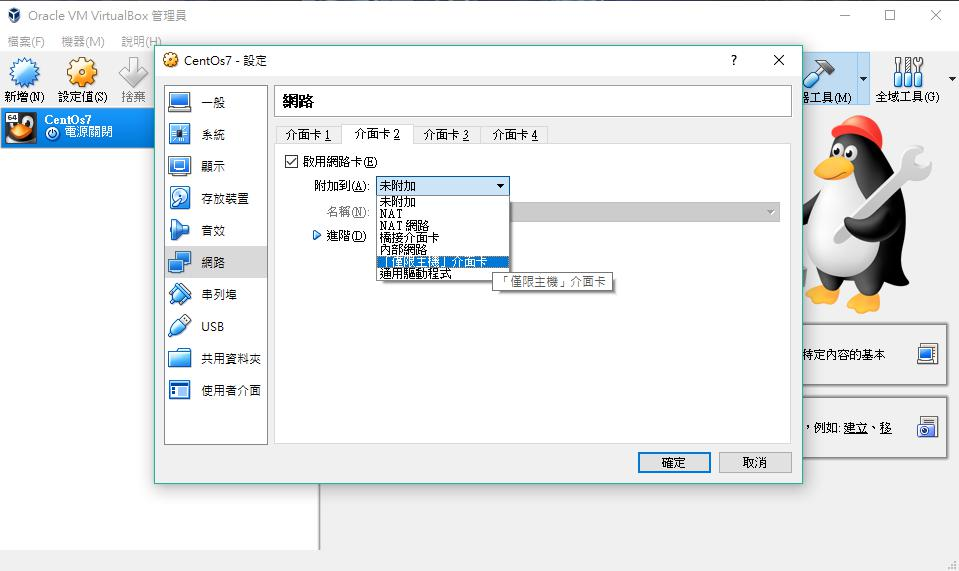 Oracle VM VirtualBox 管理員
檔案(F) 機器(M) 說明(H)
新增(N) 設定值(S) 捨棄
器工具(M) 全域工具(G)
64 CentOs7
電源關閉
CentOs7 - 設定 ?
一般
系統
顯示
存放裝置
音效
網路
串列埠
USB
共用資料夾
使用者介面
網路
介面卡 1 介面卡 2 介面卡 3 介面卡 4
啟用網路卡(E)
附加到(A): 未附加
名稱(N):
進階(D)
未附加
NAT
NAT 網路
橋接介面卡
內部網路
「僅限主機」介面卡
通用驅動程式
「僅限主機」介面卡
特定內容的基本
，例如: 建立、移
確定 取消